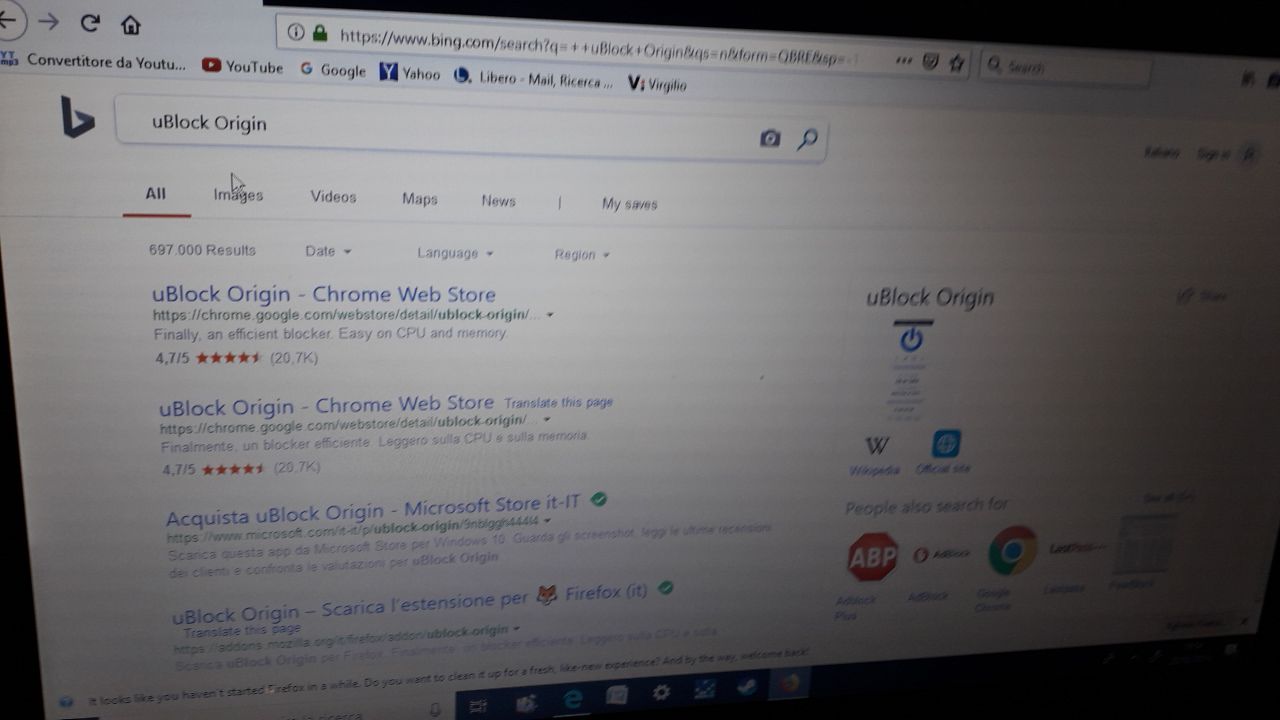 https://www.bing.com/search?q=++uBlock+Origin&qs=n&form=QBRE&sp=-1
Search
YT mp3 Convertitore da Youtu... YouTube Google Yahoo Libero - Mail, Ricerca ... Virgilio
uBlock Origin
Italiano Sign in
All Images Videos Maps News | My saves
697.000 Results Date Language Region
uBlock Origin - Chrome Web Store
https://chrome.google.com/webstore/detail/ublock-origin/...
Finally, an efficient blocker. Easy on CPU and memory.
4,7/5 (20,7K)
uBlock Origin - Chrome Web Store Translate this page
https://chrome.google.com/webstore/detail/ublock-origin/...
Finalmente, un blocker efficiente. Leggero sulla CPU e sulla memoria.
4,7/5 (20,7K)
Acquista uBlock Origin - Microsoft Store it-IT
https://www.microsoft.com/it-it/p/ublock-origin/9nblggh444l4
Scarica questa app da Microsoft Store per Windows 10. Guarda gli screenshot, leggi le ultime recensioni
dei clienti e confronta le valutazioni per uBlock Origin
uBlock Origin – Scarica l'estensione per Firefox (it)
Translate this page
https://addons.mozilla.org/it/firefox/addon/ublock-origin
Scarica uBlock Origin per Firefox. Finalmente, un blocker efficiente. Leggero sulla CPU e sulla
uBlock Origin
Share
Wikipedia Official site
People also search for
ABP AdBlock LastPass
Adblock Plus
AdBlock
Google Chrome
Lastpass
It looks like you haven't started Firefox in a while. Do you want to clean it up for a fresh, like-new experience? And by the way, welcome back!